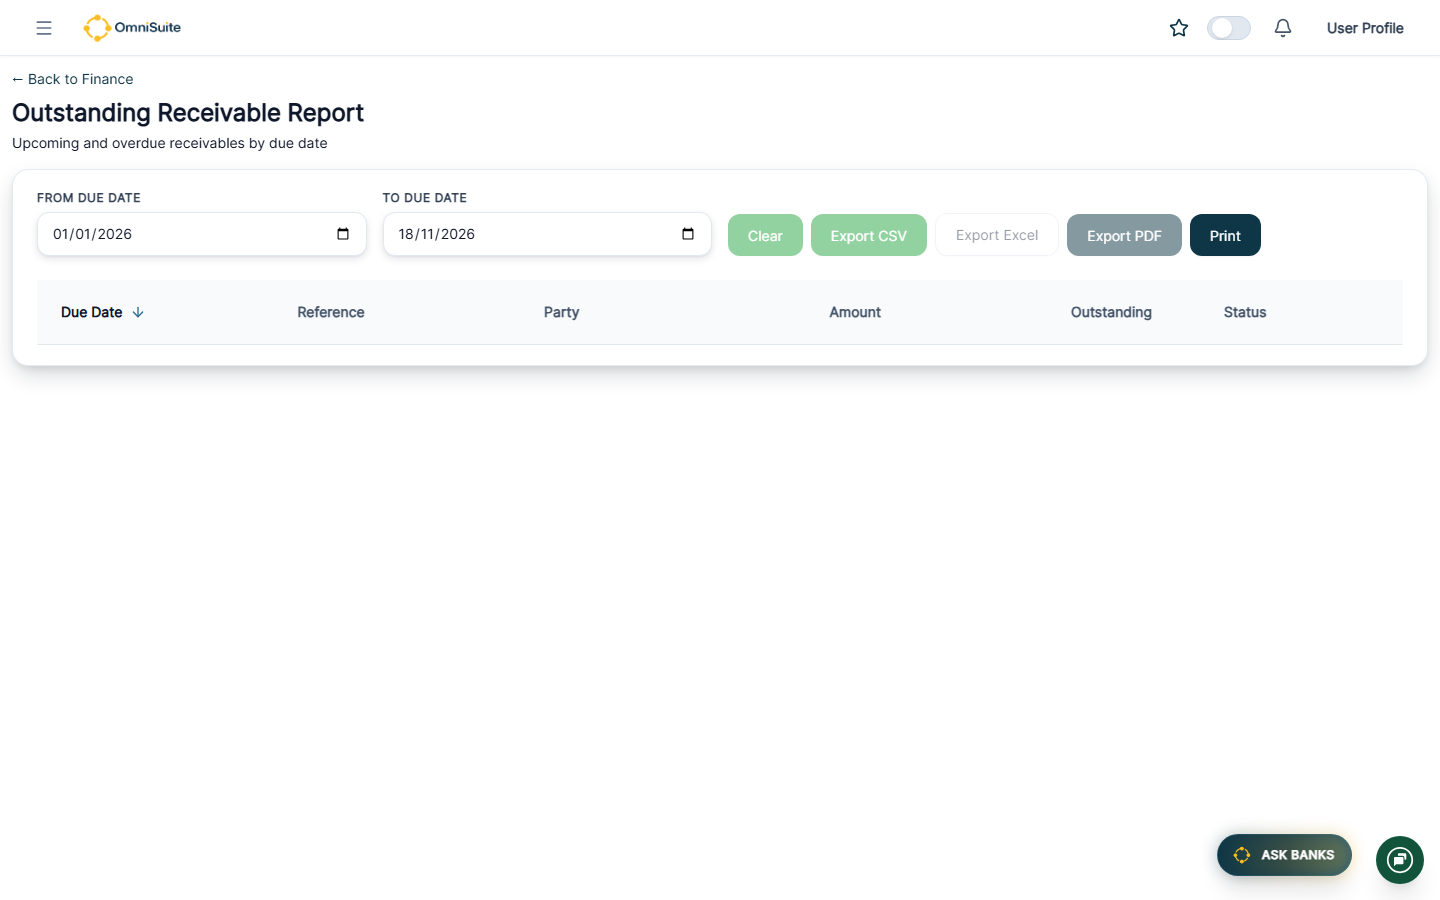 OmniSuite
User Profile
← Back to Finance
Outstanding Receivable Report
Upcoming and overdue receivables by due date
FROM DUE DATE
TO DUE DATE
01/01/2026
18/11/2026
Clear
Export CSV
Export Excel
Export PDF
Print
Due Date ↓
Reference
Party
Amount
Outstanding
Status
ASK BANKS